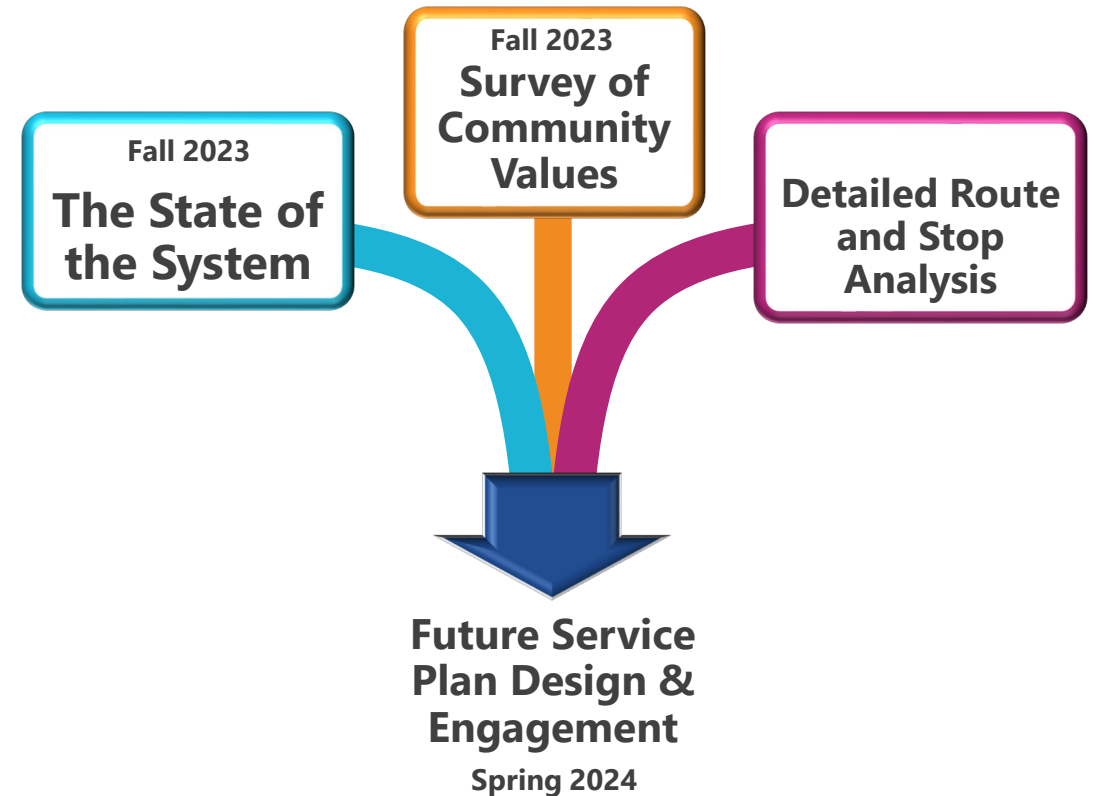 Fall 2023
The State of
the System
Fall 2023
Survey of
Community
Values
Detailed Route
and Stop
Analysis
Future Service
Plan Design &
Engagement
Spring 2024